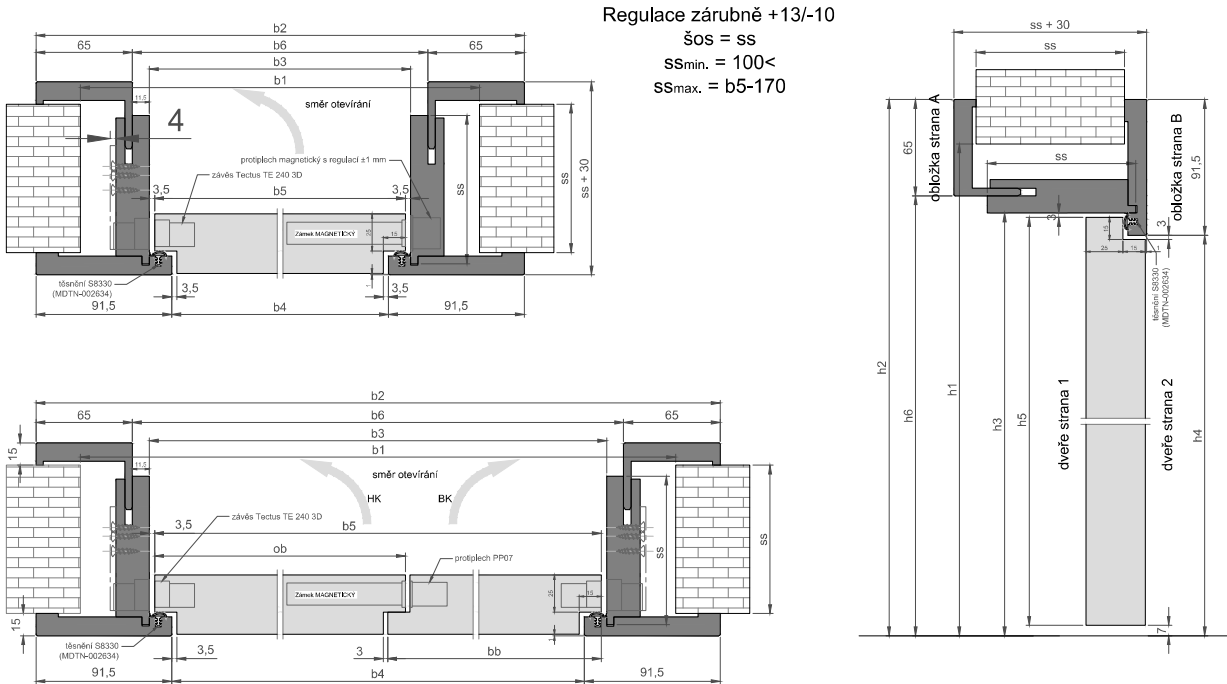 Regulace zárubně +13/-10
šos = ss
ssmin. = 100<
ssmax. = b5-170
b2
65
b6
65
b3
b1
11,5
směr otevírání
4
protiplech magnetický s regulací ±1 mm
závěs Tectus TE 240 3D
3,5
b5
3,5
ss
ss
ss + 30
Zámek MAGNETICKÝ
25
15
1
těsnění S8330
(MDTN-002634)
3,5
3,5
91,5
b4
91,5
b2
65
b6
65
b3
b1
15
11,5
směr otevírání
HK
BK
závěs Tectus TE 240 3D
3,5
b5
ob
protiplech PP07
ss
ss
Zámek MAGNETICKÝ
25
15
15
1
těsnění S8330
(MDTN-002634)
3,5
3
bb
91,5
b4
91,5
ss + 30
ss
obložka strana A
65
ss
obložka strana B
91,5
3
3
15
25
15
1
těsnění S8330
(MDTN-002634)
h2
h6
h1
h3
h5
dveře strana 1
dveře strana 2
h4
7